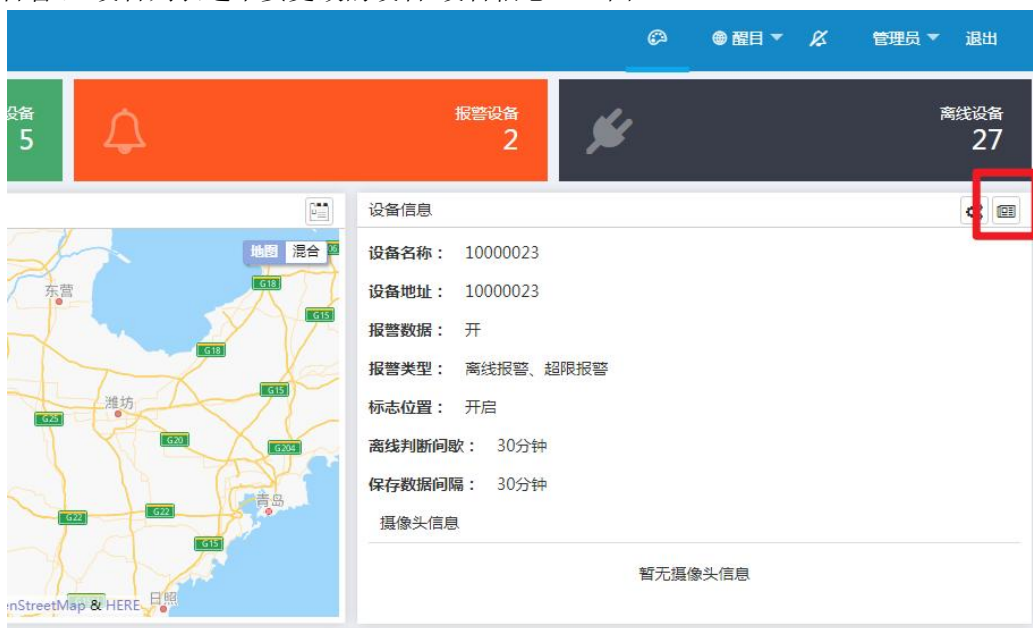 醒目
管理员
退出
设备
5
报警设备
2
离线设备
27
设备信息
地图
混合
设备名称： 10000023
设备地址： 10000023
报警数据： 开
报警类型： 离线报警、超限报警
标志位置： 开启
离线判断间歇： 30分钟
保存数据间隔： 30分钟
摄像头信息
暂无摄像头信息
东营
G18
G15
G18
G15
潍坊
G25
G20
G204
青岛
G22
G22
G15
日照
enStreetMap & HERE